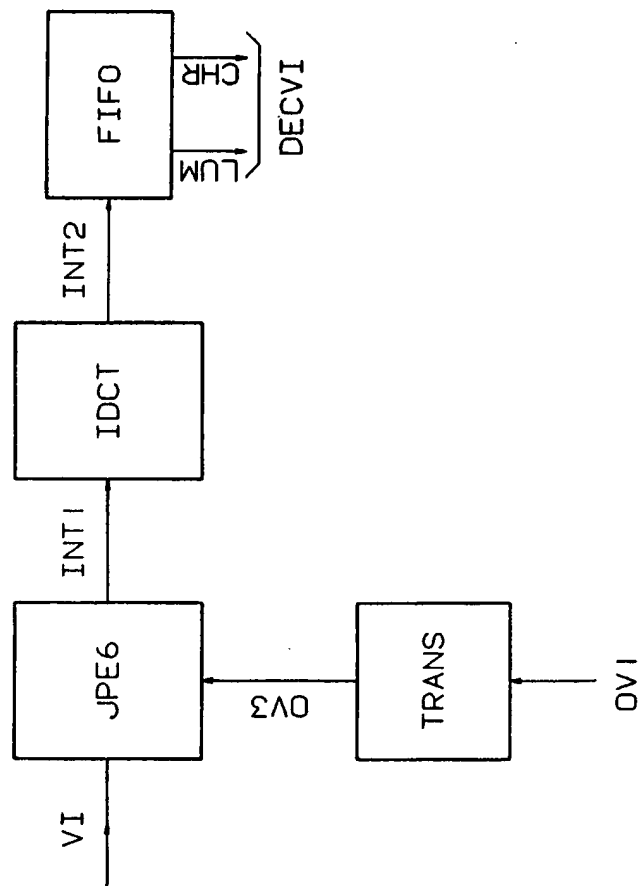 VI
JPE6
INT1
IDCT
INT2
FIFO
LUM
CHR
DECVI
OV3
TRANS
OV1